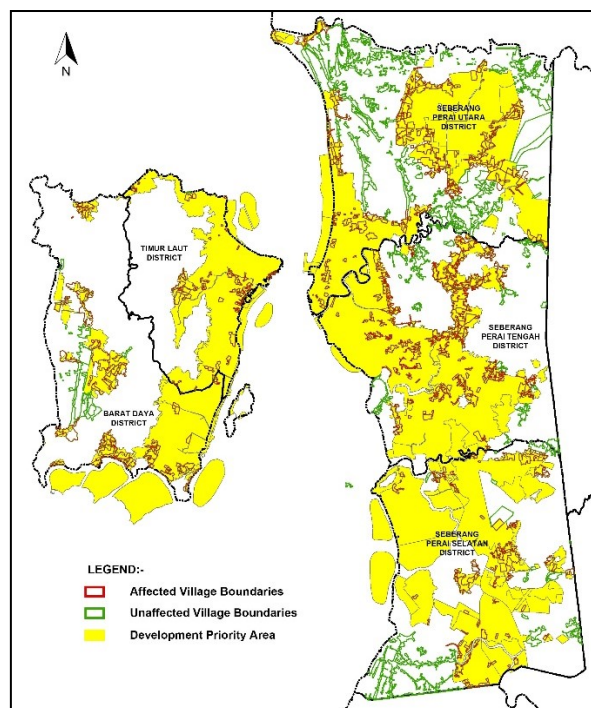 N
SEBERANG
PERAI UTARA
DISTRICT
TIMUR LAUT
DISTRICT
SEBERANG
PERAI TENGAH
DISTRICT
BARAT DAYA
DISTRICT
SEBERANG
PERAI SELATAN
DISTRICT
LEGEND:-
Affected Village Boundaries
Unaffected Village Boundaries
Development Priority Area